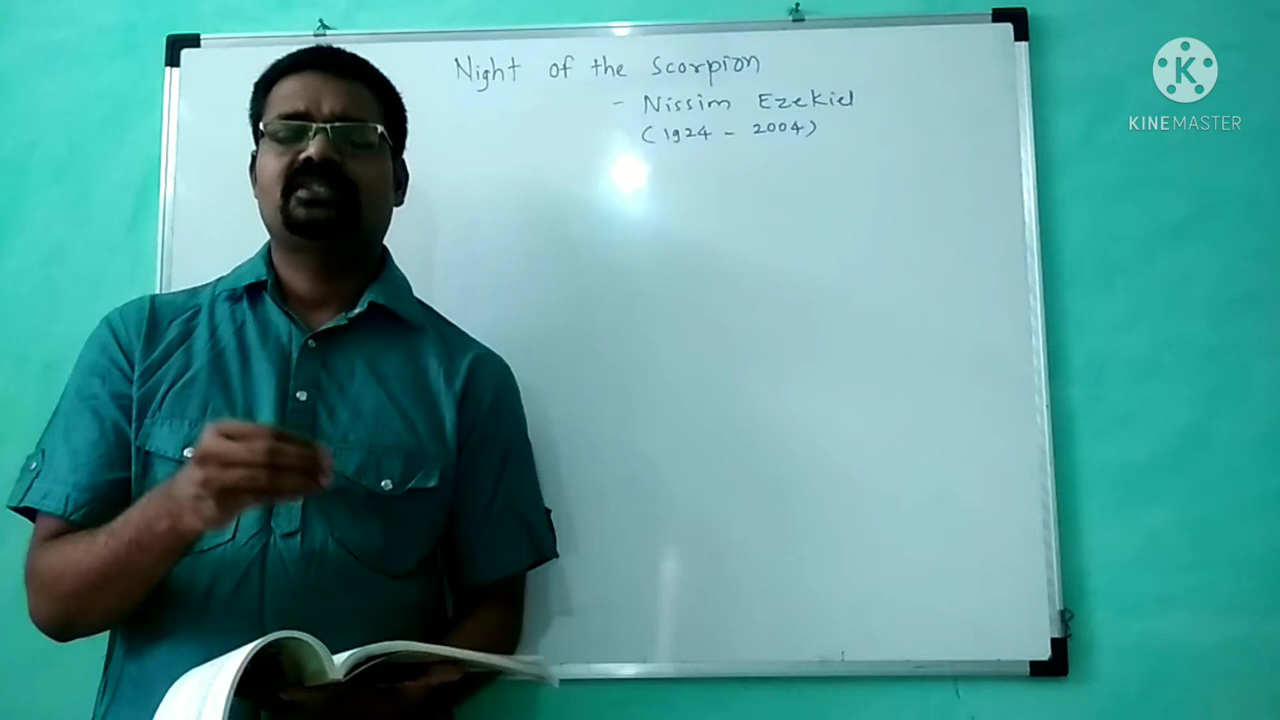 Night of the Scorpion
- Nissim Ezekiel
(1924 - 2004)
K
KINEMASTER